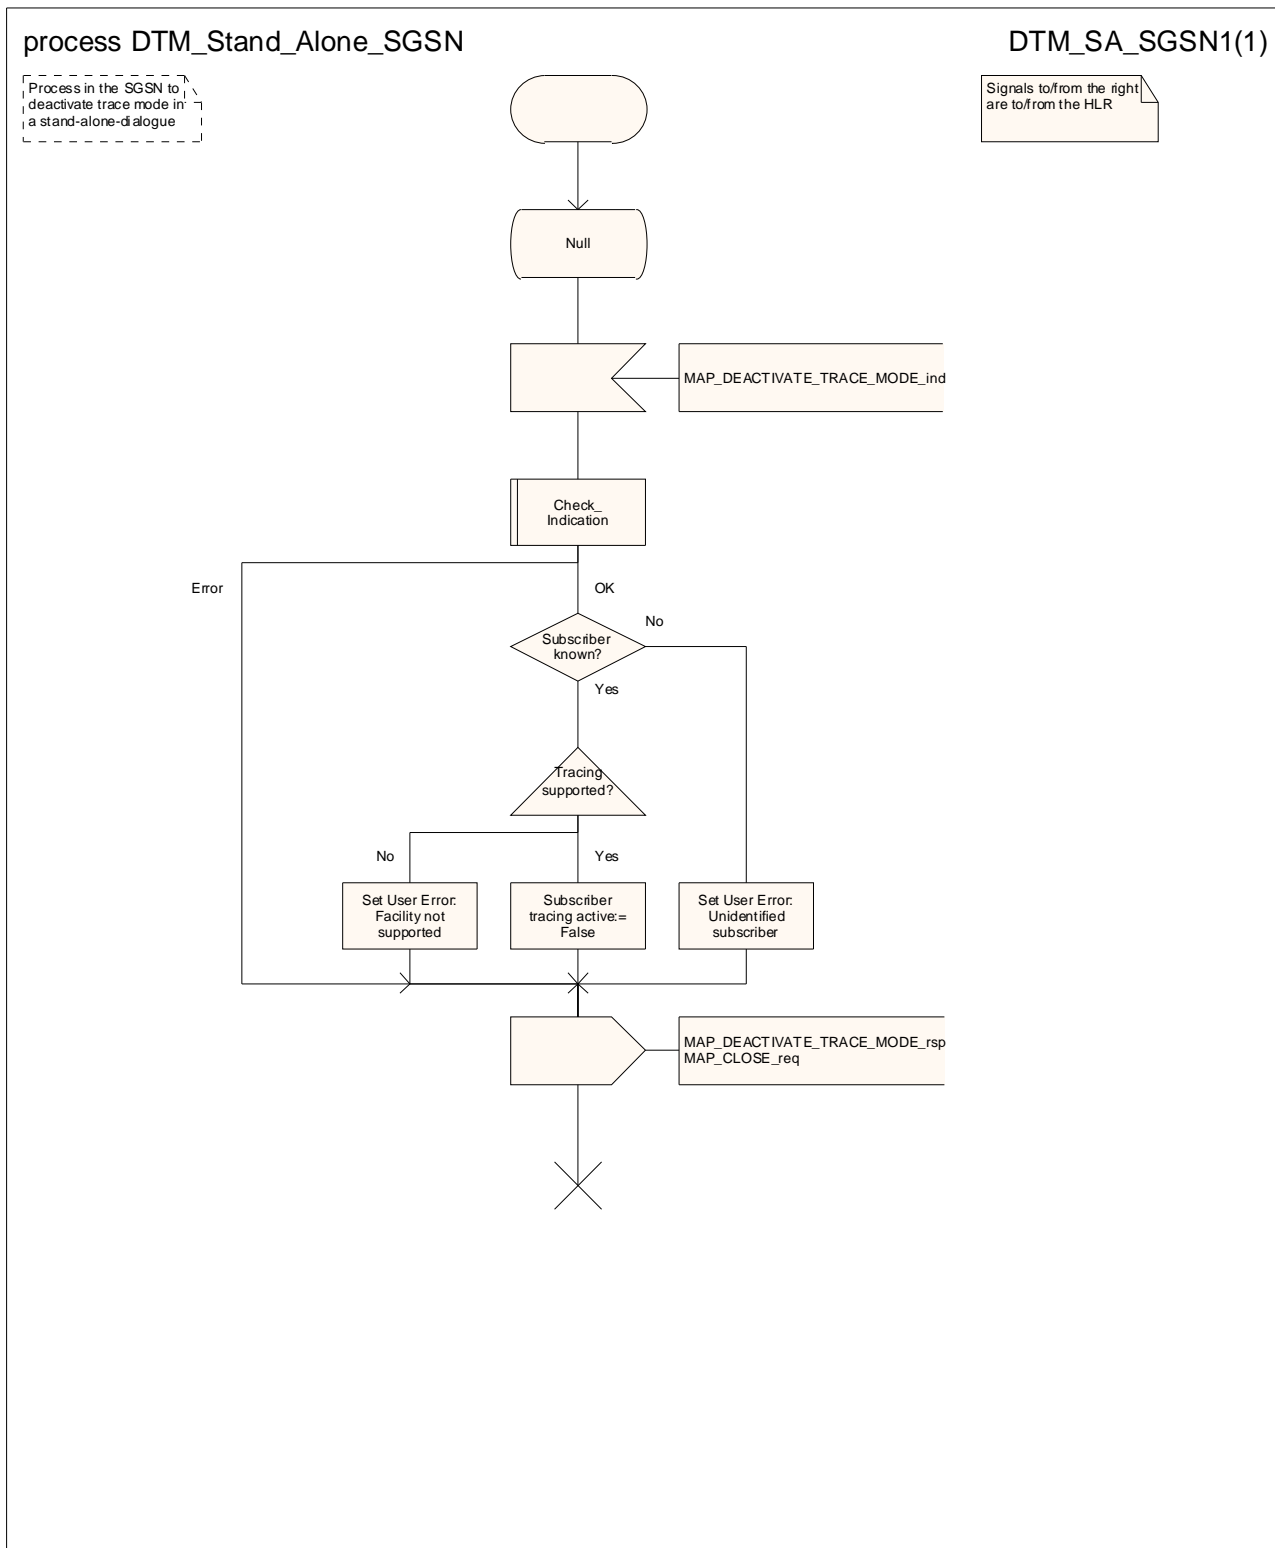 process DTM_Stand_Alone_SGSN
DTM_SA_SGSN1(1)
Process in the SGSN to
deactivate trace mode in
a stand-alone-dialogue
Signals to/from the right
are to/from the HLR
Null
MAP_DEACTIVATE_TRACE_MODE_ind
Check_
Indication
Error
OK
Subscriber
known?
No
Yes
Tracing
supported?
No
Yes
Set User Error:
Facility not
supported
Subscriber
tracing active:=
False
Set User Error:
Unidentified
subscriber
MAP_DEACTIVATE_TRACE_MODE_rsp
MAP_CLOSE_req